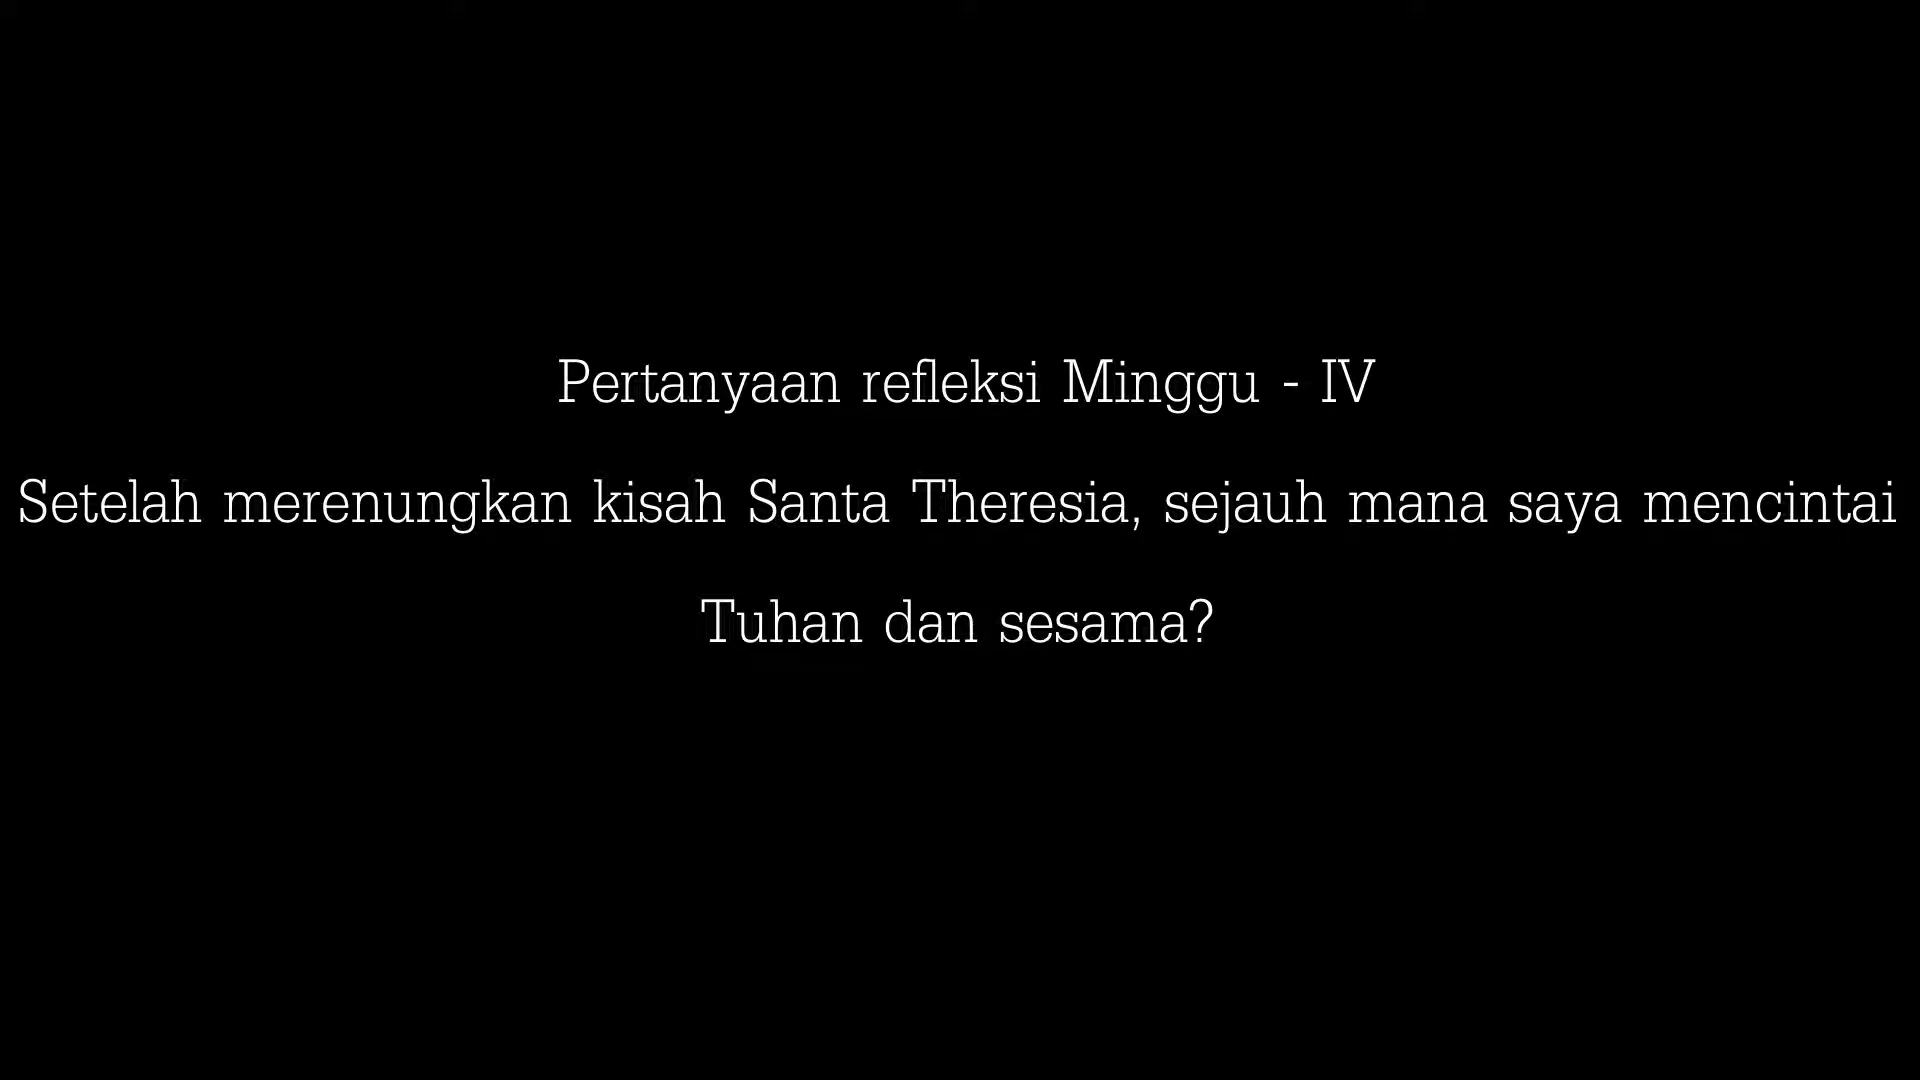 Pertanyaan refleksi Minggu - IV
Setelah merenungkan kisah Santa Theresia, sejauh mana saya mencintai
Tuhan dan sesama?